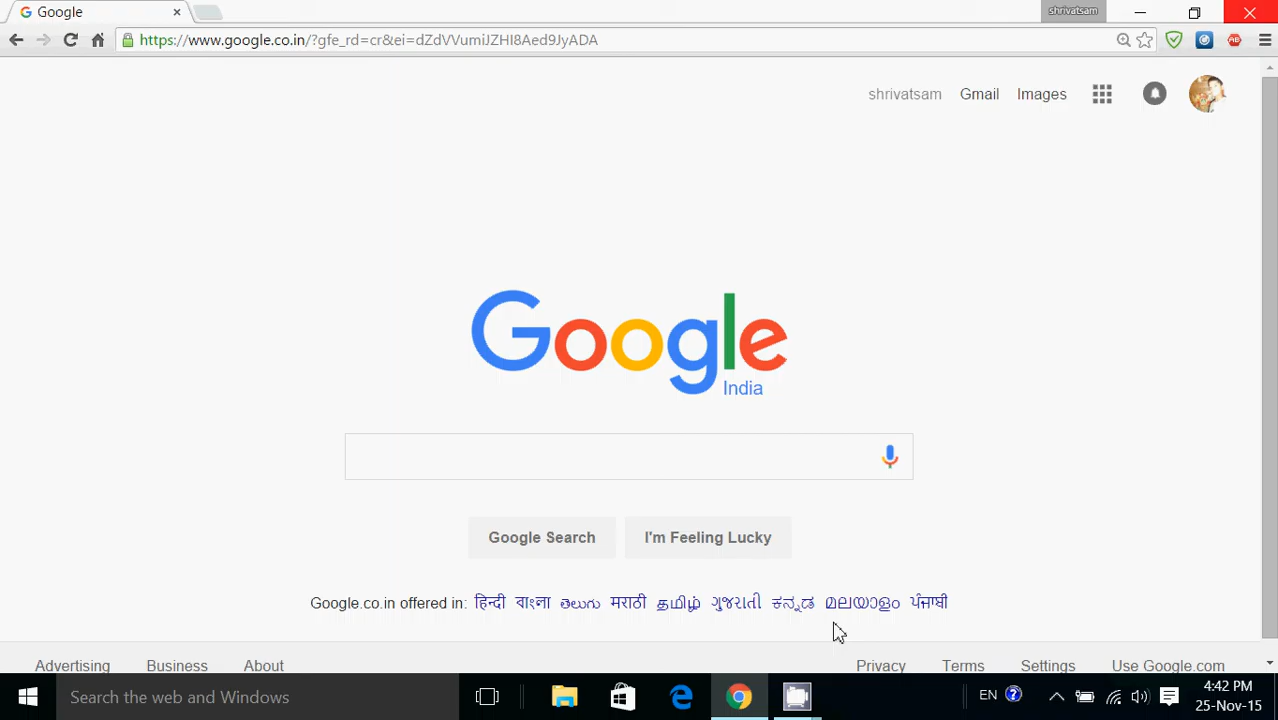 Google
shrivatsam
https://www.google.co.in/?gfe_rd=cr&ei=dZdVVumiJZHI8Aed9JyADA
shrivatsam Gmail Images
Google
India
Google Search I'm Feeling Lucky
Google.co.in offered in: हिन्दी বাংলা తెలుగు मराठी தமிழ் ગુજરાતી ಕನ್ನಡ മലയാളം ਪੰਜਾਬੀ
Advertising Business About Privacy Terms Settings Use Google.com
Search the web and Windows
EN
4:42 PM
25-Nov-15